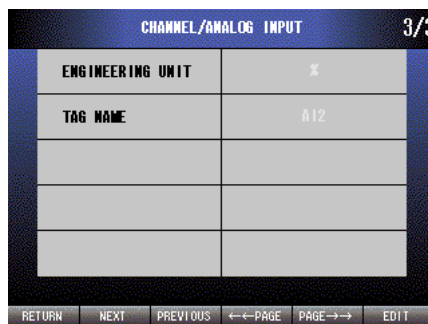 CHANNEL/ANALOG INPUT 3/3
ENGINEERING UNIT %
TAG NAME AI2
RETURN NEXT PREVIOUS ←←PAGE PAGE→→ EDIT